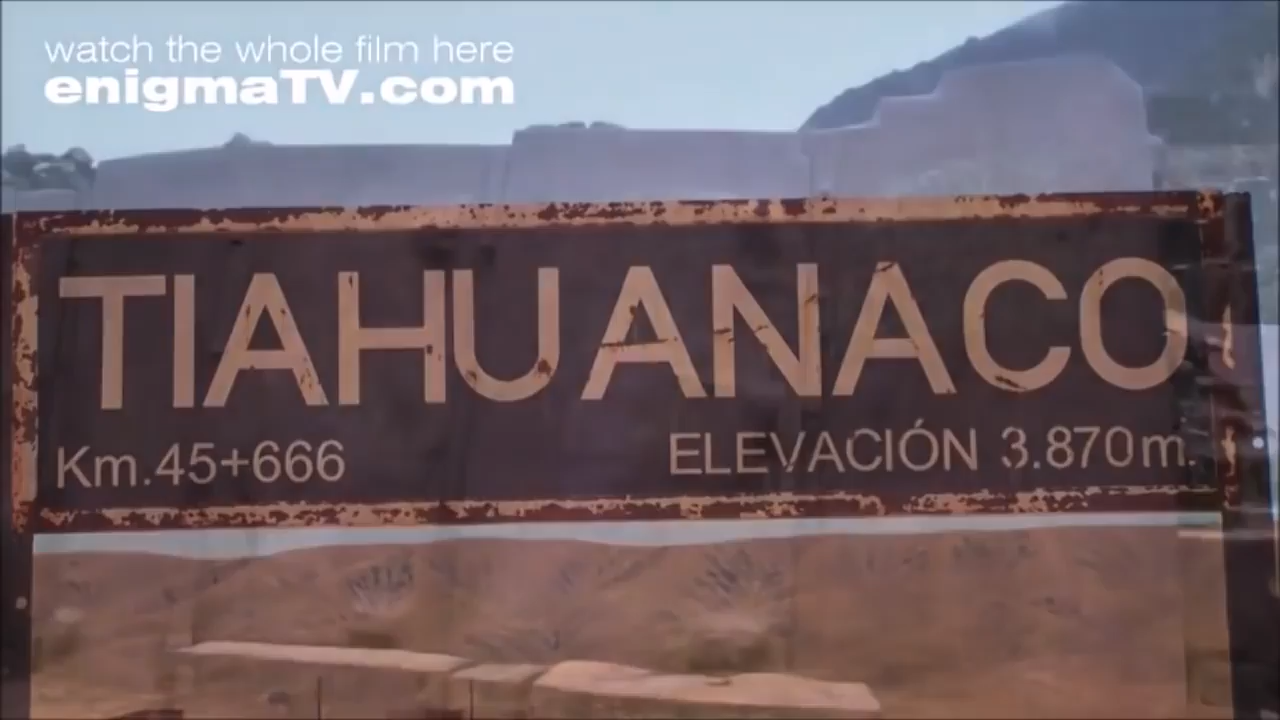 watch the whole film here
enigmaTV.com
TIAHUANACO
Km.45+666
ELEVACIÓN 3.870m.